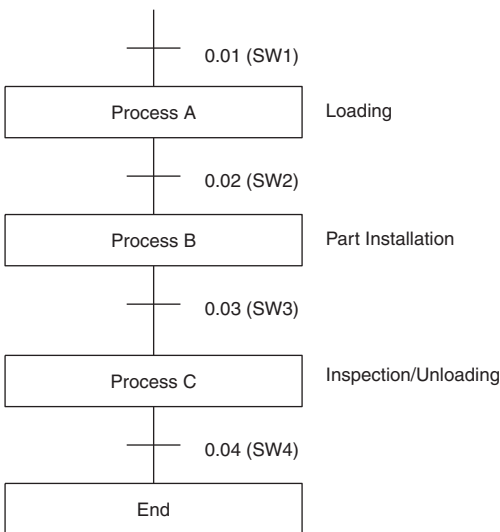 0.01 (SW1)
Process A
Loading
0.02 (SW2)
Process B
Part Installation
0.03 (SW3)
Process C
Inspection/Unloading
0.04 (SW4)
End